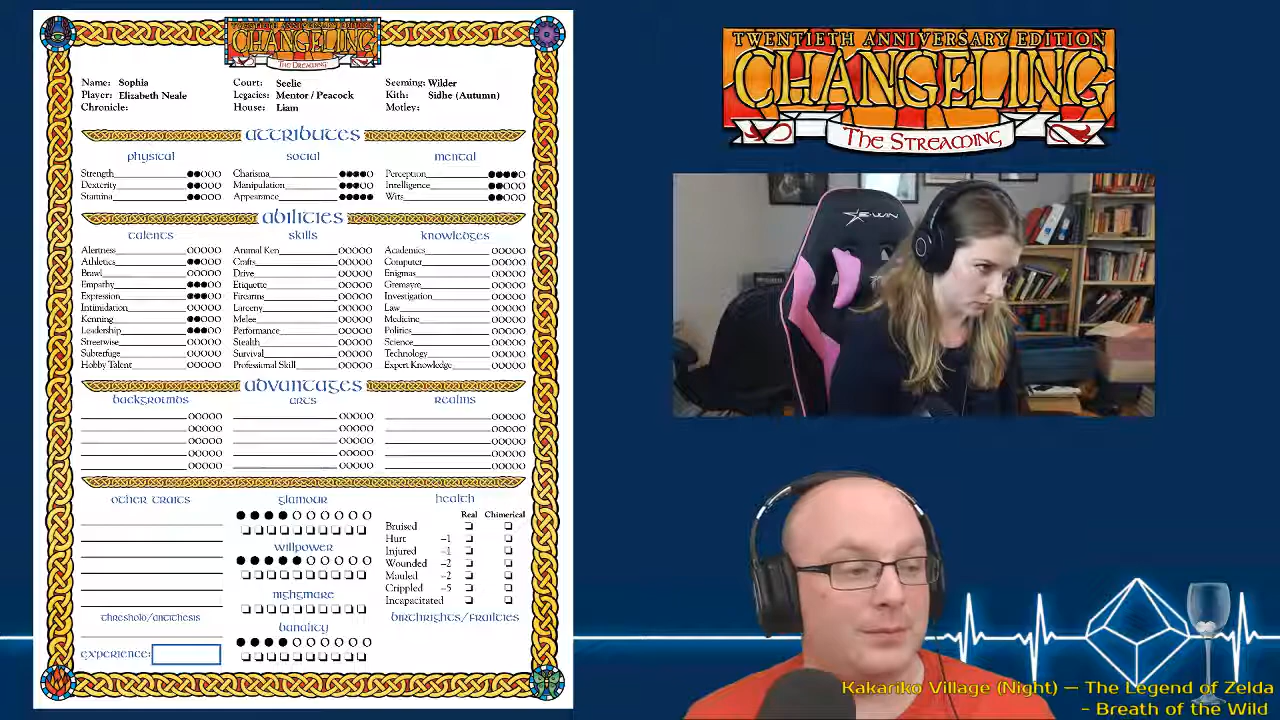 TWENTIETH ANNIVERSARY EDITION
CHANGELING
The Dreaming
Name: Sophia
Player: Elizabeth Neale
Chronicle:
Court: Seelie
Legacies: Mentor / Peacock
House: Liam
Seeming: Wilder
Kith: Sidhe (Autumn)
Motley:
attributes
physical
Strength
Dexterity
Stamina
social
Charisma
Manipulation
Appearance
mental
Perception
Intelligence
Wits
abilities
talents
Alertness
Athletics
Brawl
Empathy
Expression
Intimidation
Kenning
Leadership
Streetwise
Subterfuge
Hobby Talent
skills
Animal Ken
Crafts
Drive
Etiquette
Firearms
Larceny
Melee
Performance
Stealth
Survival
Professional Skill
knowledges
Academics
Computer
Enigmas
Gremayre
Investigation
Law
Medicine
Politics
Science
Technology
Expert Knowledge
advantages
backgrounds
arts
realms
other traits
threshold/antithesis
experience:
glamour
willpower
nightmare
banality
health
Real Chimerical
Bruised
Hurt -1
Injured -1
Wounded -2
Mauled -2
Crippled -5
Incapacitated
birthrights/frailties
TWENTIETH ANNIVERSARY EDITION
CHANGELING
The Streaming
E-WIN
Kakariko Village (Night) — The Legend of Zelda
- Breath of the Wild